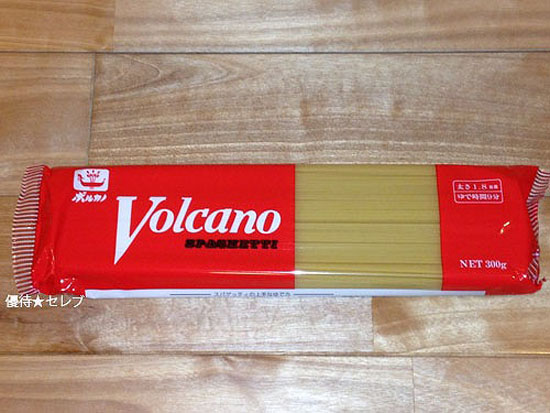 ボルカノ
Volcano
SPAGHETTI
太さ1.8㎜
ゆで時間9分
NET 300g
スパゲッティの上手なゆで方
優待★セレブ